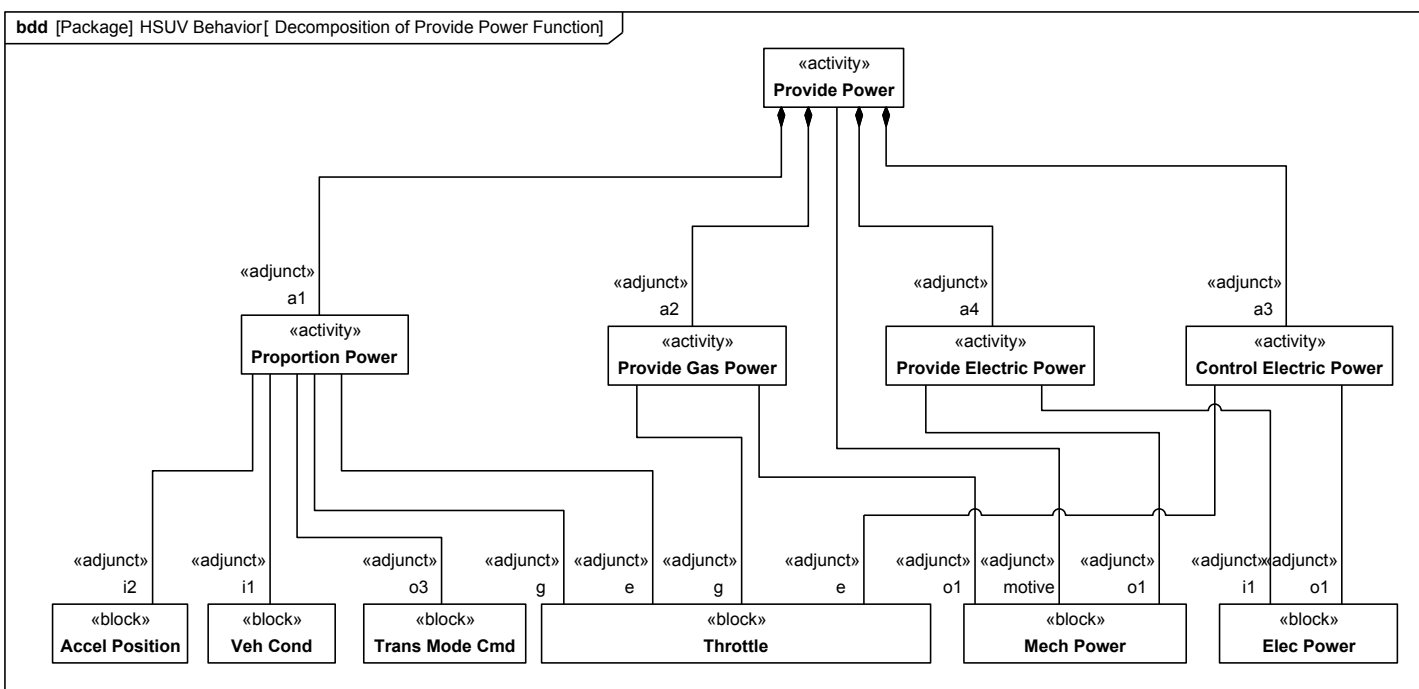 bdd [Package] HSUV Behavior[ Decomposition of Provide Power Function]
«activity»
Provide Power
«adjunct»
a1
«adjunct»
a2
«adjunct»
a4
«adjunct»
a3
«activity»
Proportion Power
«activity»
Provide Gas Power
«activity»
Provide Electric Power
«activity»
Control Electric Power
«adjunct»
i2
«adjunct»
i1
«adjunct»
o3
«adjunct»
g
«adjunct»
e
«adjunct»
g
«adjunct»
e
«adjunct»
o1
«adjunct»
motive
«adjunct»
o1
«adjunct»
i1
«adjunct»
o1
«block»
Accel Position
«block»
Veh Cond
«block»
Trans Mode Cmd
«block»
Throttle
«block»
Mech Power
«block»
Elec Power